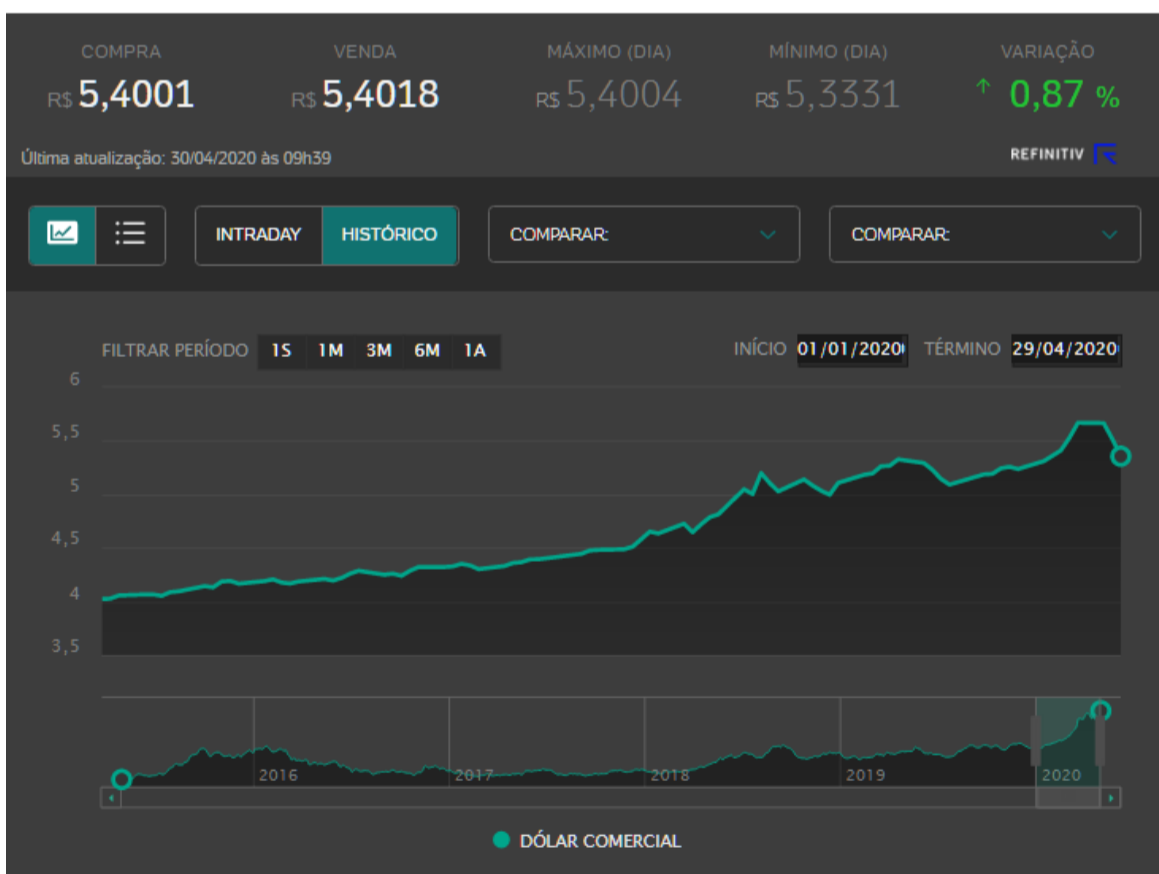 COMPRA VENDA MÁXIMO (DIA) MÍNIMO (DIA) VARIAÇÃO
R$ 5,4001 R$ 5,4018 R$ 5,4004 R$ 5,3331 ↑ 0,87 %
Última atualização: 30/04/2020 às 09h39 REFINITIV
INTRADAY HISTÓRICO COMPARAR: COMPARAR:
FILTRAR PERÍODO 1S 1M 3M 6M 1A INÍCIO 01/01/2020 TÉRMINO 29/04/2020
6
5,5
5
4,5
4
3,5
2016 2017 2018 2019 2020
DÓLAR COMERCIAL